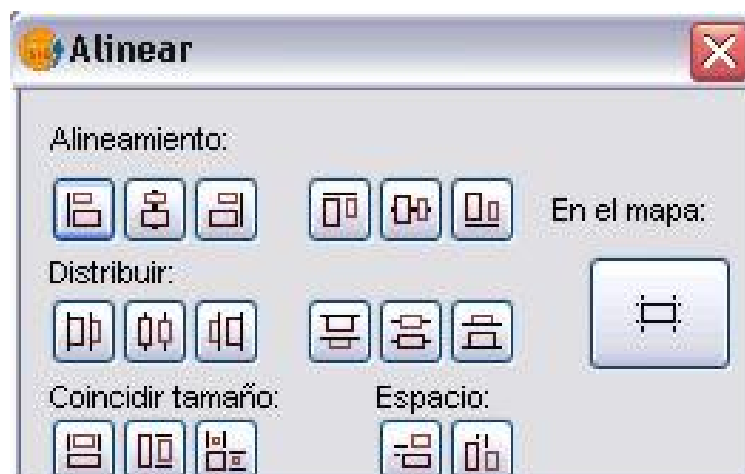 Alinear
Alineamiento:
En el mapa:
Distribuir:
Coincidir tamaño:
Espacio: